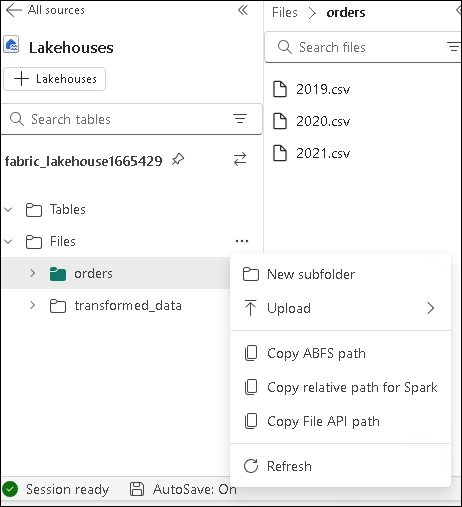 All sources
Lakehouses
+ Lakehouses
Search tables
fabric_lakehouse1665429
Tables
Files
orders
transformed_data
Files > orders
Search files
2019.csv
2020.csv
2021.csv
New subfolder
Upload
Copy ABFS path
Copy relative path for Spark
Copy File API path
Refresh
Session ready
AutoSave: On